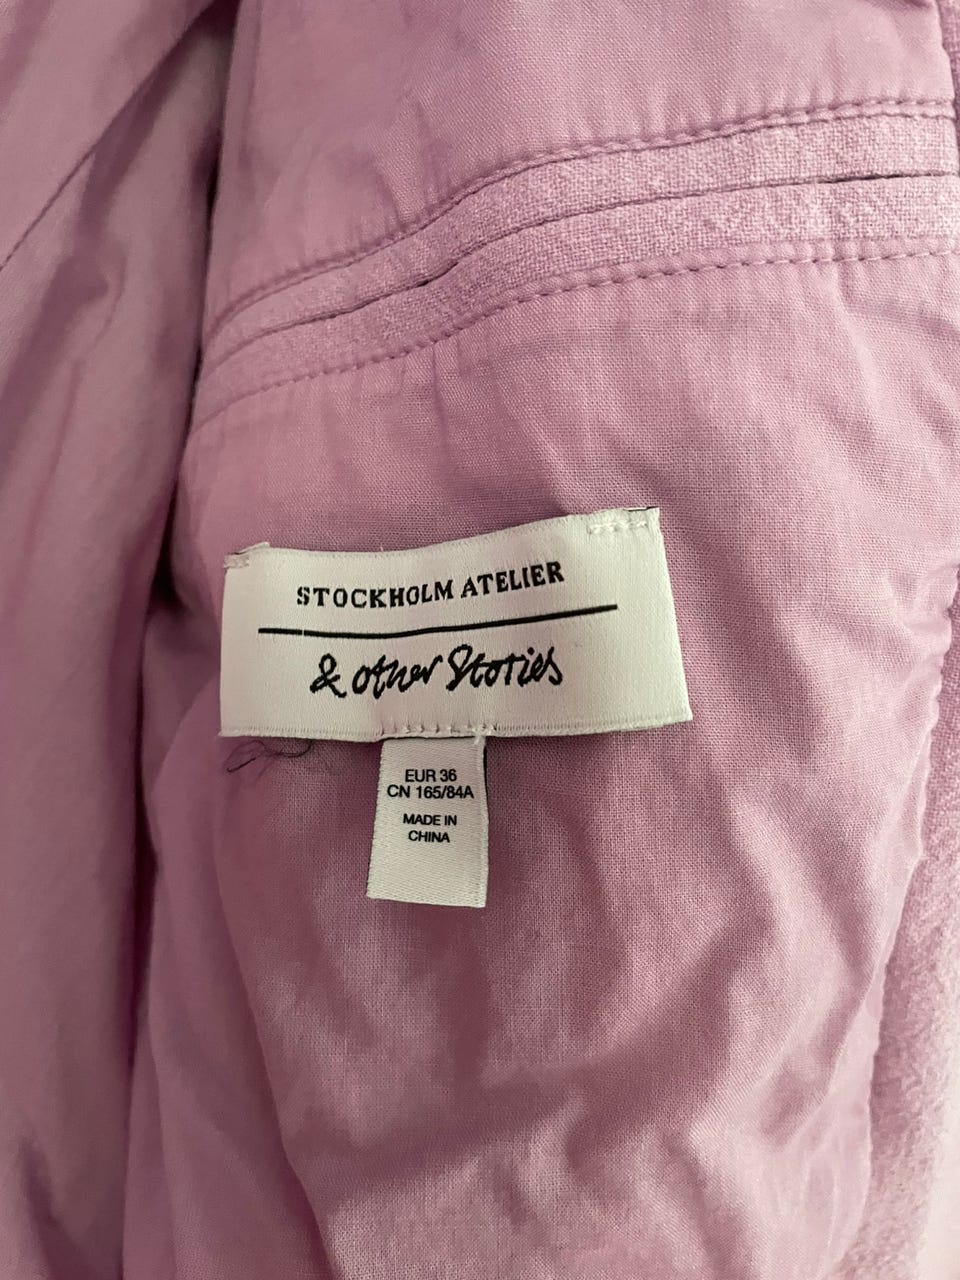 STOCKHOLM ATELIER
& other Stories
EUR 36
CN 165/84A
MADE IN
CHINA